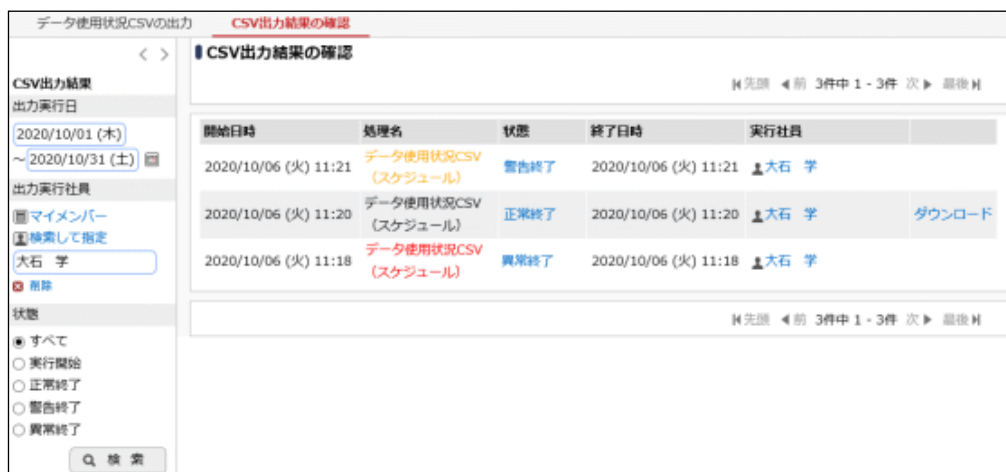 データ使用状況CSVの出力 CSV出力結果の確認
CSV出力結果
出力実行日
2020/10/01 (木)
～ 2020/10/31 (土)
出力実行社員
マイメンバー
検索して指定
大石 学
削除
状態
すべて
実行開始
正常終了
警告終了
異常終了
検 索
CSV出力結果の確認
先頭 前 3件中 1 - 3件 次 最後
開始日時 処理名 状態 終了日時 実行社員
2020/10/06 (火) 11:21 データ使用状況CSV（スケジュール） 警告終了 2020/10/06 (火) 11:21 大石 学
2020/10/06 (火) 11:20 データ使用状況CSV（スケジュール） 正常終了 2020/10/06 (火) 11:20 大石 学 ダウンロード
2020/10/06 (火) 11:18 データ使用状況CSV（スケジュール） 異常終了 2020/10/06 (火) 11:18 大石 学
先頭 前 3件中 1 - 3件 次 最後